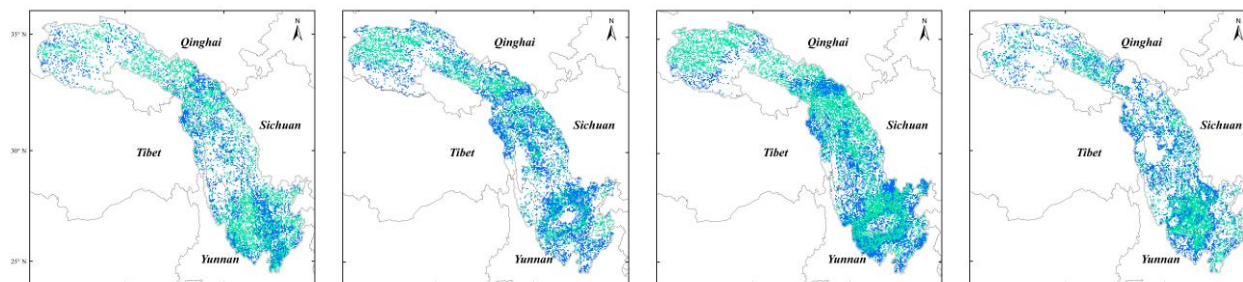 N
35° N
Qinghai
Sichuan
30° N
Tibet
25° N
Yunnan
N
Qinghai
Sichuan
Tibet
Yunnan
N
Qinghai
Sichuan
Tibet
Yunnan
N
Qinghai
Sichuan
Tibet
Yunnan